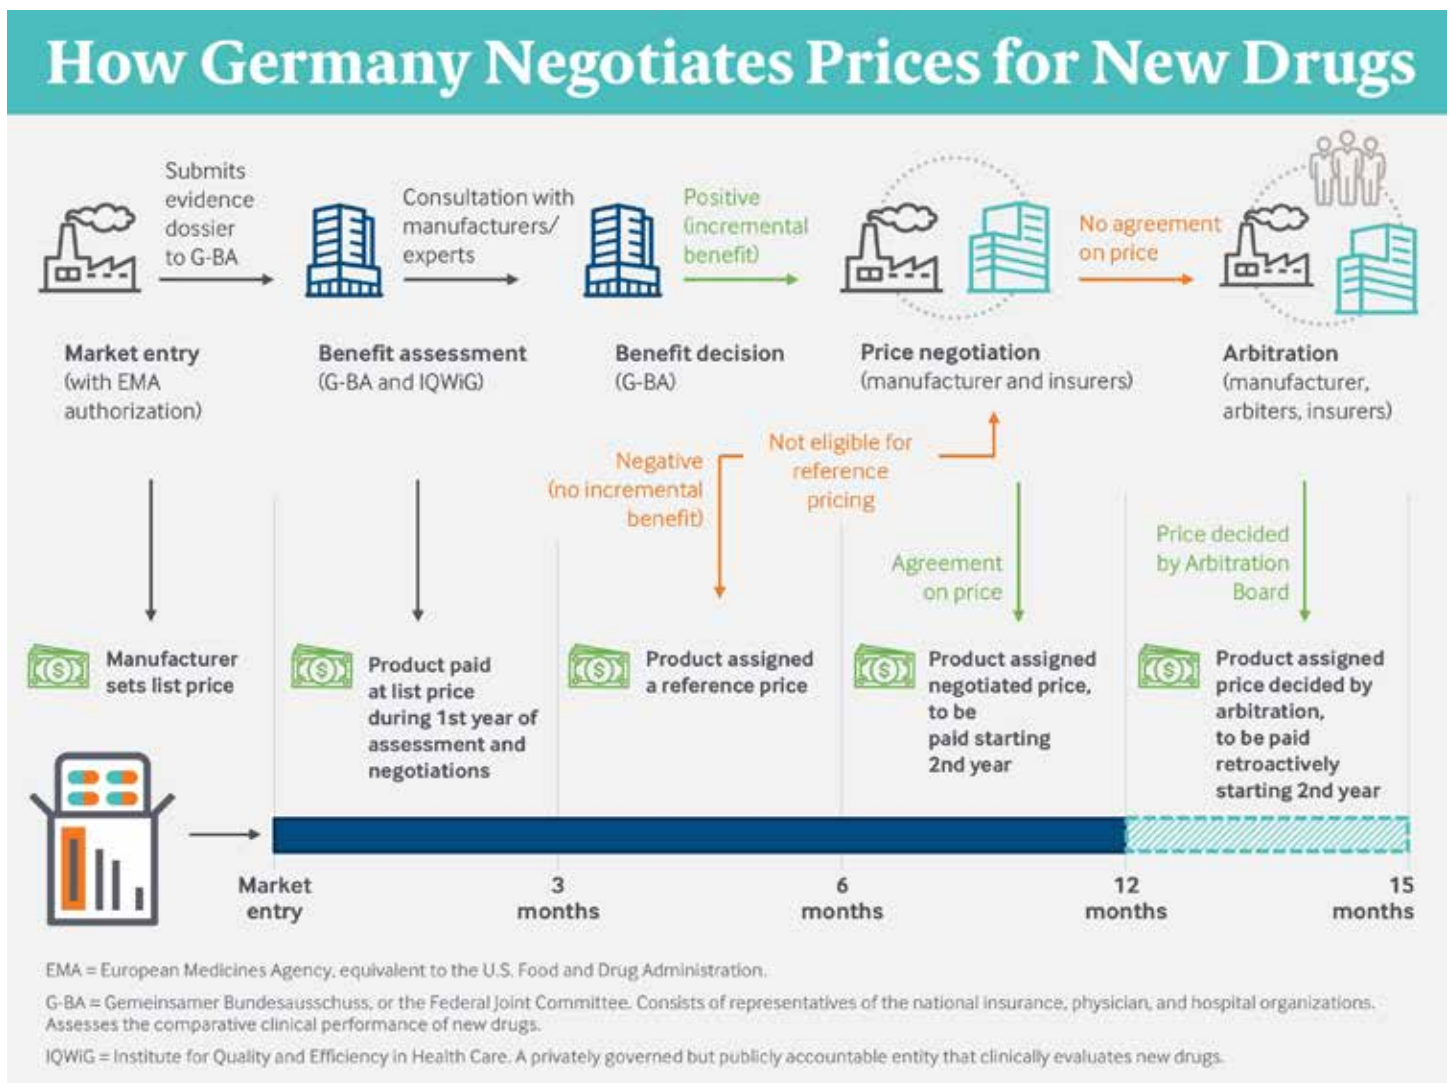 How Germany Negotiates Prices for New Drugs
Submits
evidence
dossier
to G-BA
Consultation with
manufacturers/
experts
Positive
(incremental
benefit)
No agreement
on price
Market entry
(with EMA
authorization)
Benefit assessment
(G-BA and IQWiG)
Benefit decision
(G-BA)
Price negotiation
(manufacturer and insurers)
Arbitration
(manufacturer,
arbiters, insurers)
Negative
(no incremental
benefit)
Not eligible for
reference
pricing
Agreement
on price
Price decided
by Arbitration
Board
Manufacturer
sets list price
Product paid
at list price
during 1st year of
assessment and
negotiations
Product assigned
a reference price
Product assigned
negotiated price,
to be
paid starting
2nd year
Product assigned
price decided by
arbitration,
to be paid
retroactively
starting 2nd year
Market
entry
3
months
6
months
12
months
15
months
EMA = European Medicines Agency, equivalent to the U.S. Food and Drug Administration.
G-BA = Gemeinsamer Bundesausschuss, or the Federal Joint Committee. Consists of representatives of the national insurance, physician, and hospital organizations.
Assesses the comparative clinical performance of new drugs.
IQWiG = Institute for Quality and Efficiency in Health Care. A privately governed but publicly accountable entity that clinically evaluates new drugs.